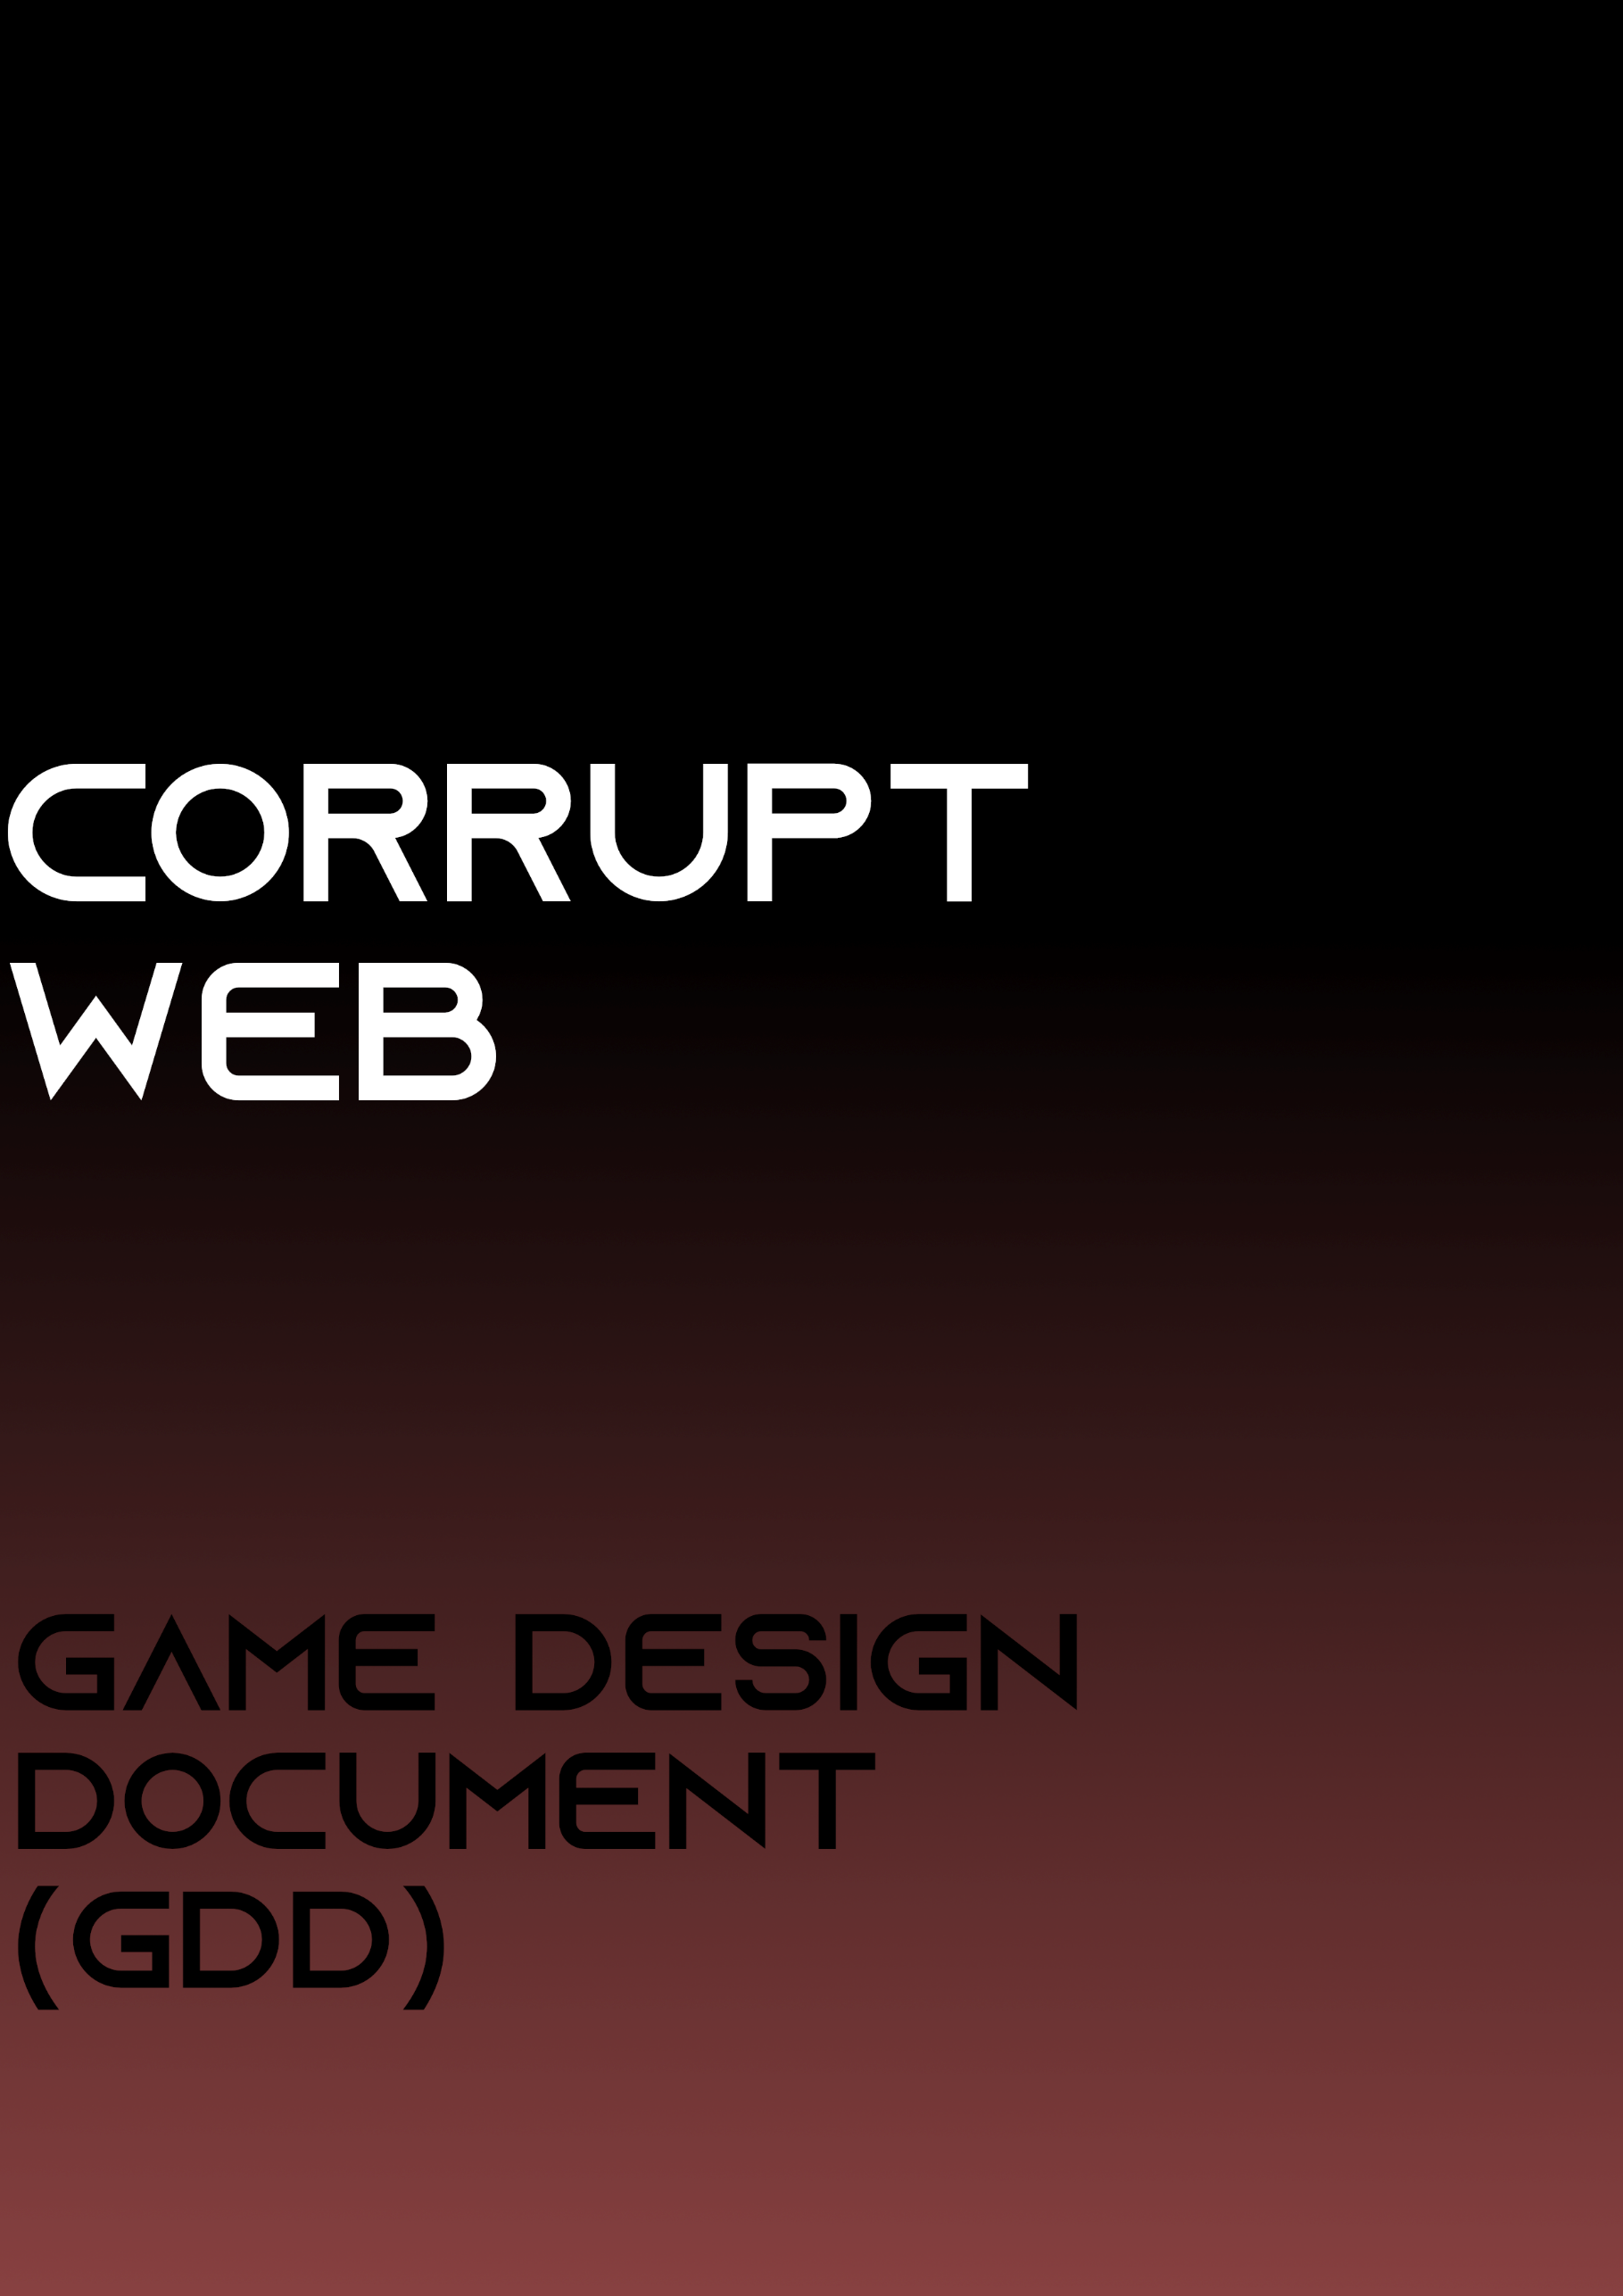 CORRUPT
WEB
GAME DESIGN
DOCUMENT
(GDD)